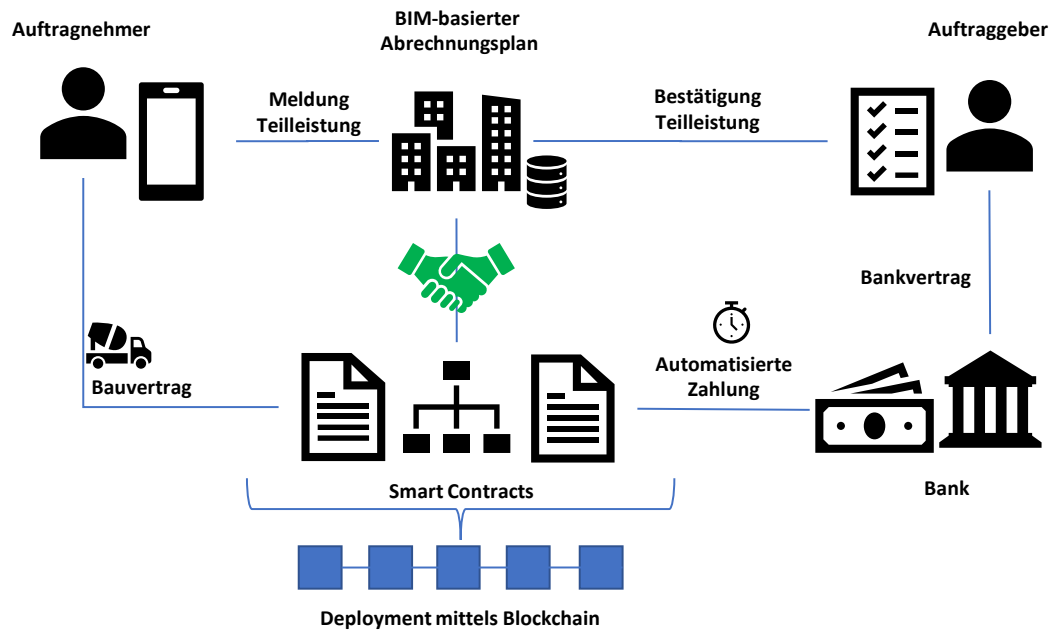 Auftragnehmer
BIM-basierter
Abrechnungsplan
Auftraggeber
Meldung
Teilleistung
Bestätigung
Teilleistung
Bankvertrag
Bauvertrag
Automatisierte
Zahlung
Smart Contracts
Bank
Deployment mittels Blockchain